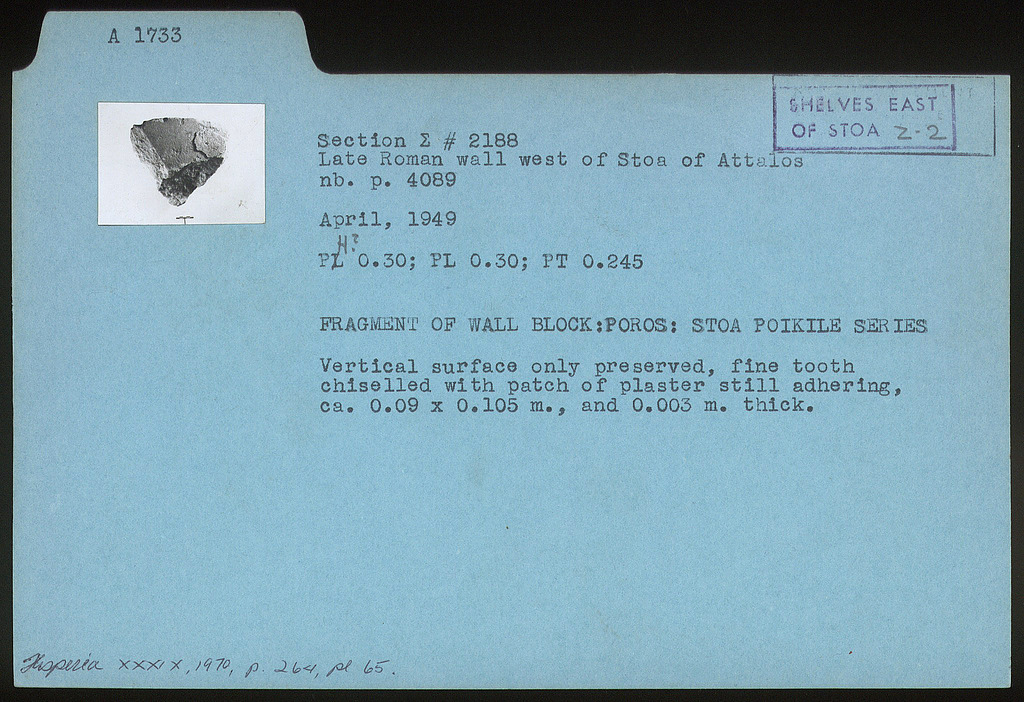 A 1733
SHELVES EAST
OF STOA Z-2
Section Σ # 2188
Late Roman wall west of Stoa of Attalos
nb. p. 4089
April, 1949
H?
PL 0.30; PL 0.30; PT 0.245
FRAGMENT OF WALL BLOCK:POROS: STOA POIKILE SERIES
Vertical surface only preserved, fine tooth
chiselled with patch of plaster still adhering,
ca. 0.09 x 0.105 m., and 0.003 m. thick.
Hesperia XXXIX, 1970, p. 264, pl 65.